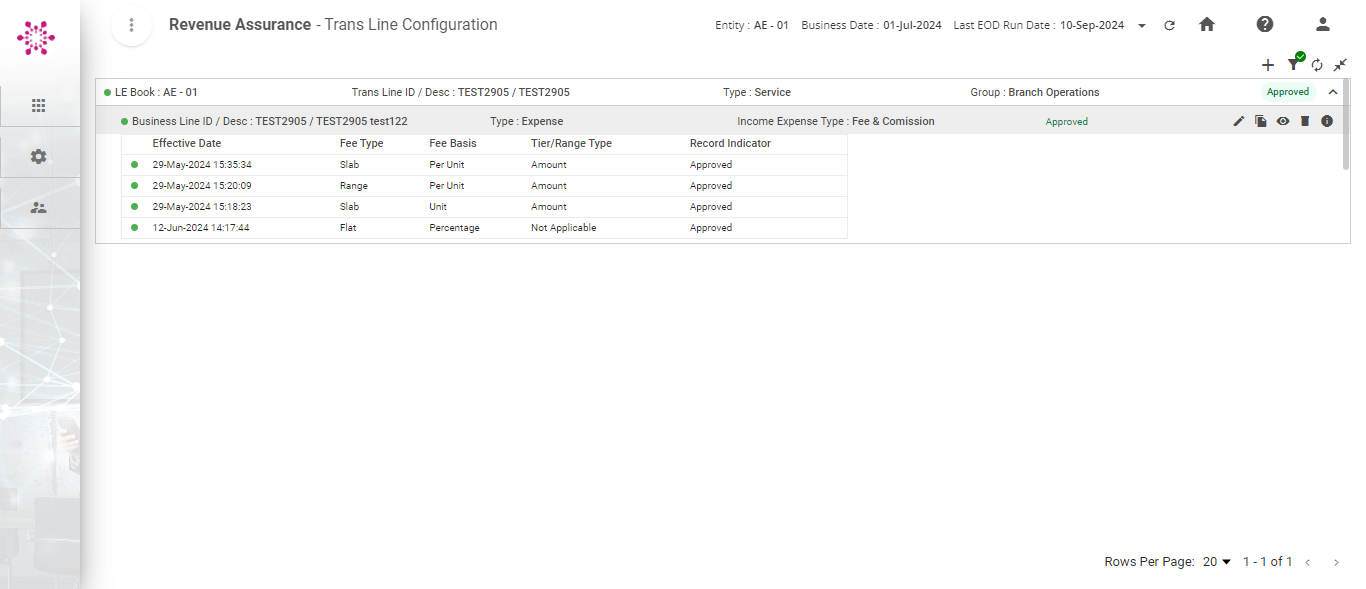 Revenue Assurance - Trans Line Configuration Entity : AE - 01 Business Date : 01-Jul-2024 Last EOD Run Date : 10-Sep-2024
LE Book : AE - 01 Trans Line ID / Desc : TEST2905 / TEST2905 Type : Service Group : Branch Operations Approved
Business Line ID / Desc : TEST2905 / TEST2905 test122 Type : Expense Income Expense Type : Fee & Comission Approved
Effective Date Fee Type Fee Basis Tier/Range Type Record Indicator
29-May-2024 15:35:34 Slab Per Unit Amount Approved
29-May-2024 15:20:09 Range Per Unit Amount Approved
29-May-2024 15:18:23 Slab Unit Amount Approved
12-Jun-2024 14:17:44 Flat Percentage Not Applicable Approved
Rows Per Page: 20 1 - 1 of 1